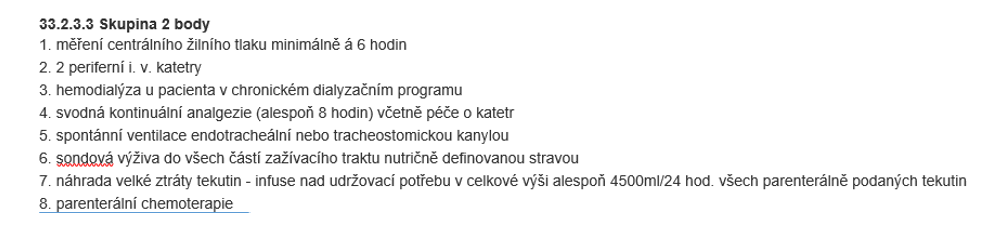 33.2.3.3 Skupina 2 body
1. měření centrálního žilního tlaku minimálně á 6 hodin
2. 2 periferní i. v. katetry
3. hemodialýza u pacienta v chronickém dialyzačním programu
4. svodná kontinuální analgezie (alespoň 8 hodin) včetně péče o katetr
5. spontánní ventilace endotracheální nebo tracheostomickou kanylou
6. sondová výživa do všech částí zažívacího traktu nutričně definovanou stravou
7. náhrada velké ztráty tekutin - infuse nad udržovací potřebu v celkové výši alespoň 4500ml/24 hod. všech parenterálně podaných tekutin
8. parenterální chemoterapie